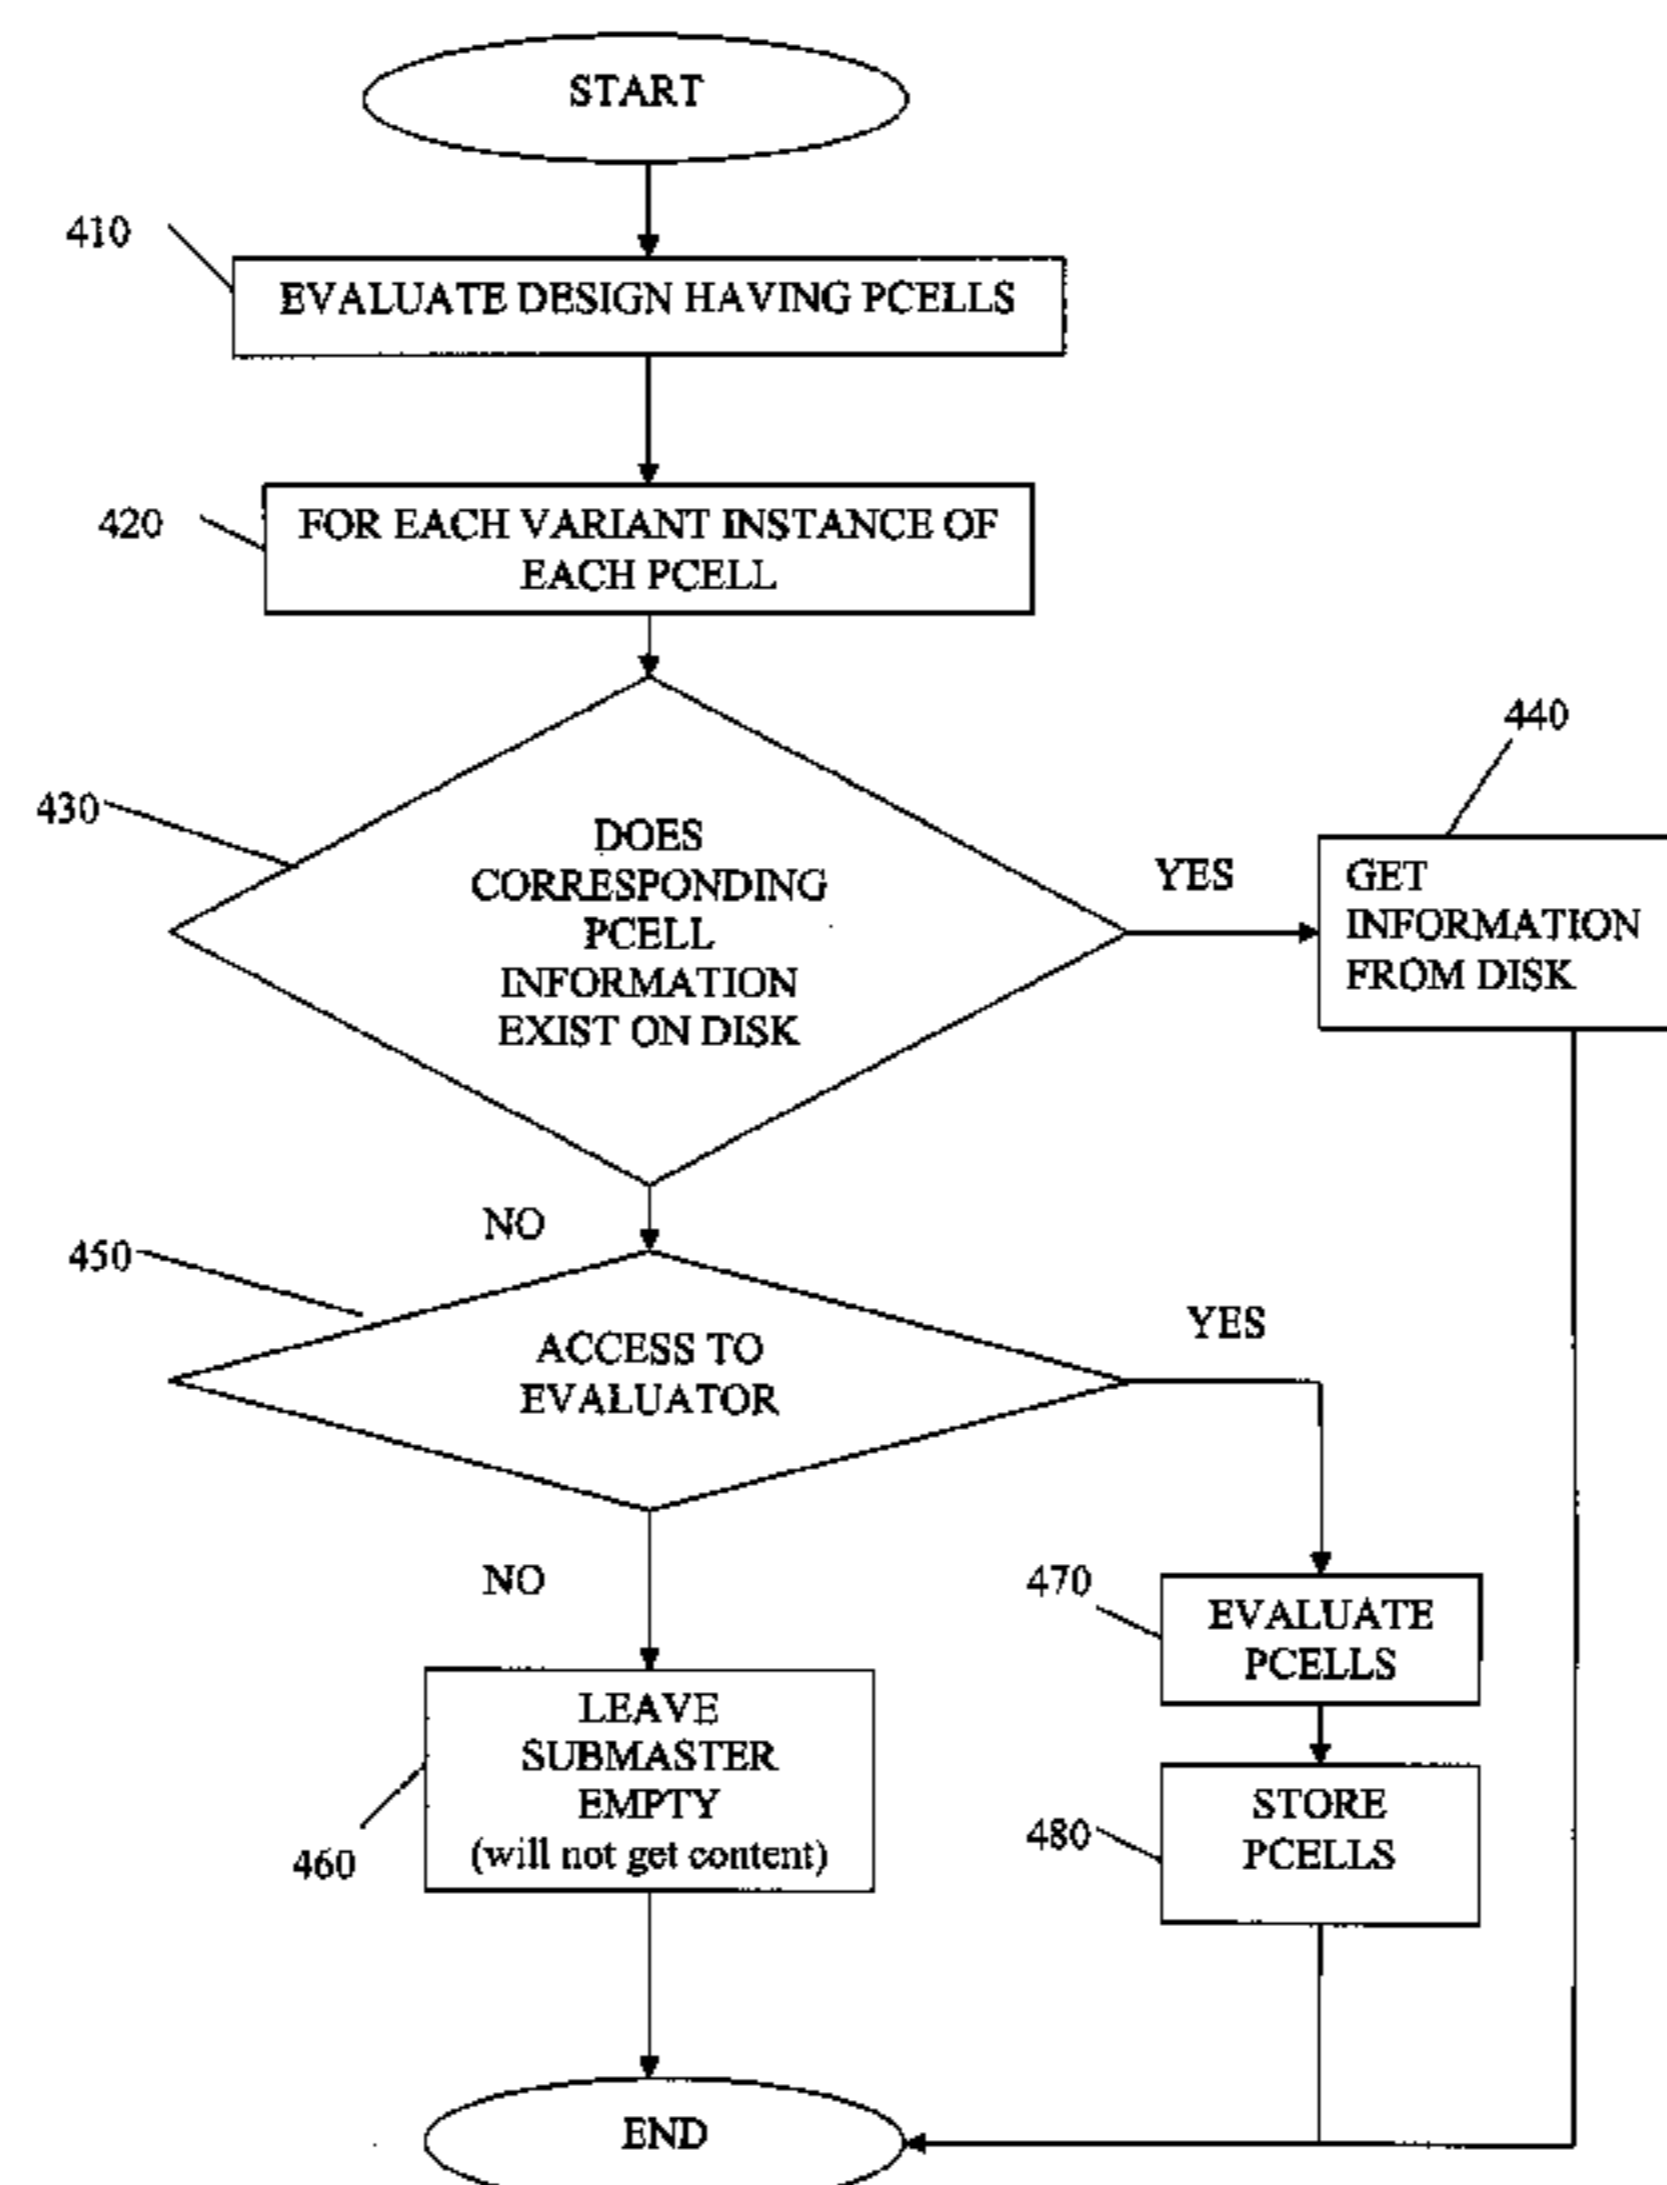 START
410
EVALUATE DESIGN HAVING PCELLS
420
FOR EACH VARIANT INSTANCE OF
EACH PCELL
430
DOES
CORRESPONDING
PCELL
INFORMATION
EXIST ON DISK
YES
440
GET
INFORMATION
FROM DISK
NO
450
ACCESS TO
EVALUATOR
YES
NO
470
EVALUATE
PCELLS
460
LEAVE
SUBMASTER
EMPTY
(will not get content)
480
STORE
PCELLS
END